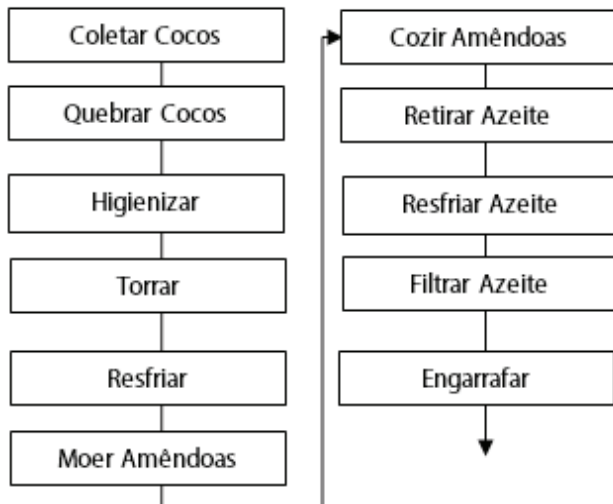 Coletar Cocos
Quebrar Cocos
Higienizar
Torrar
Resfriar
Moer Amêndoas
Cozir Amêndoas
Retirar Azeite
Resfriar Azeite
Filtrar Azeite
Engarrafar